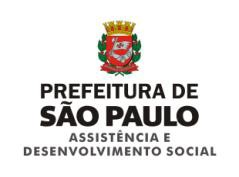 PREFEITURA DE
SÃO PAULO
ASSISTÊNCIA E
DESENVOLVIMENTO SOCIAL